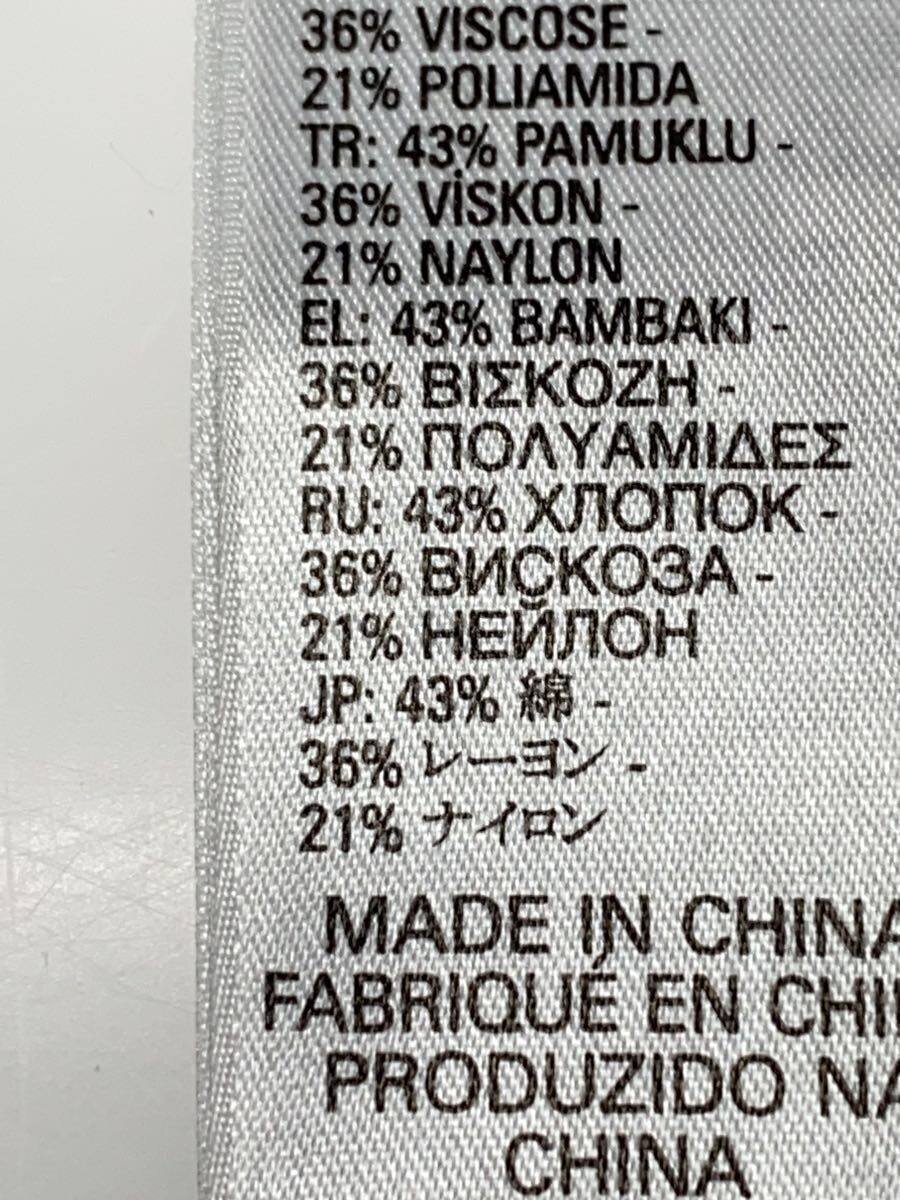 36% VISCOSE -
21% POLIAMIDA
TR: 43% PAMUKLU -
36% VİSKON -
21% NAYLON
EL: 43% BAMBAKI -
36% ΒΙΣΚΟΖΗ -
21% ΠΟΛΥΑΜΙΔΕΣ
RU: 43% ХЛОПОК -
36% ВИСКОЗА -
21% НЕЙЛОН
JP: 43% 綿 -
36% レーヨン -
21% ナイロン
MADE IN CHINA
FABRIQUÉ EN CHI
PRODUZIDO NA
CHINA